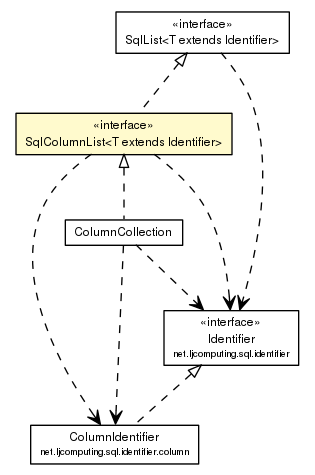 «interface»
SqlList<T extends Identifier>
«interface»
SqlColumnList<T extends Identifier>
ColumnCollection
«interface»
Identifier
net.ljcomputing.sql.identifier
ColumnIdentifier
net.ljcomputing.sql.identifier.column